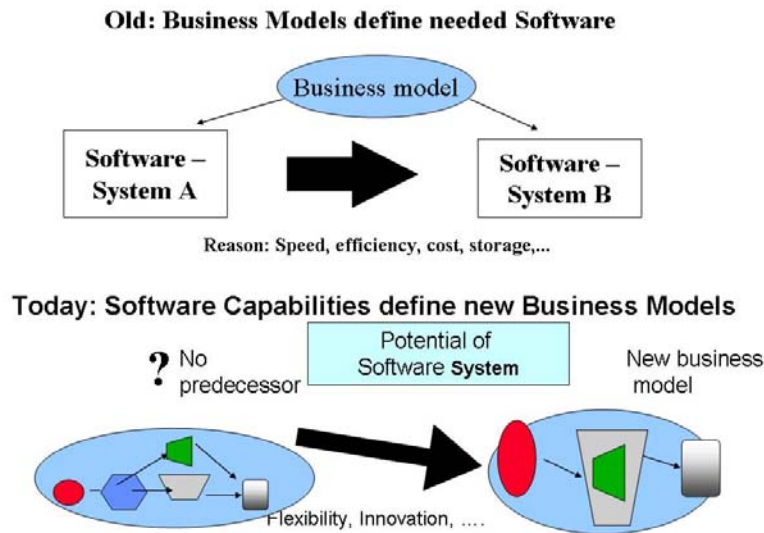 Old: Business Models define needed Software
Business model
Software –
System A
Software –
System B
Reason: Speed, efficiency, cost, storage,...
Today: Software Capabilities define new Business Models
? No
predecessor
Potential of
Software System
New business
model
Flexibility, Innovation, ….